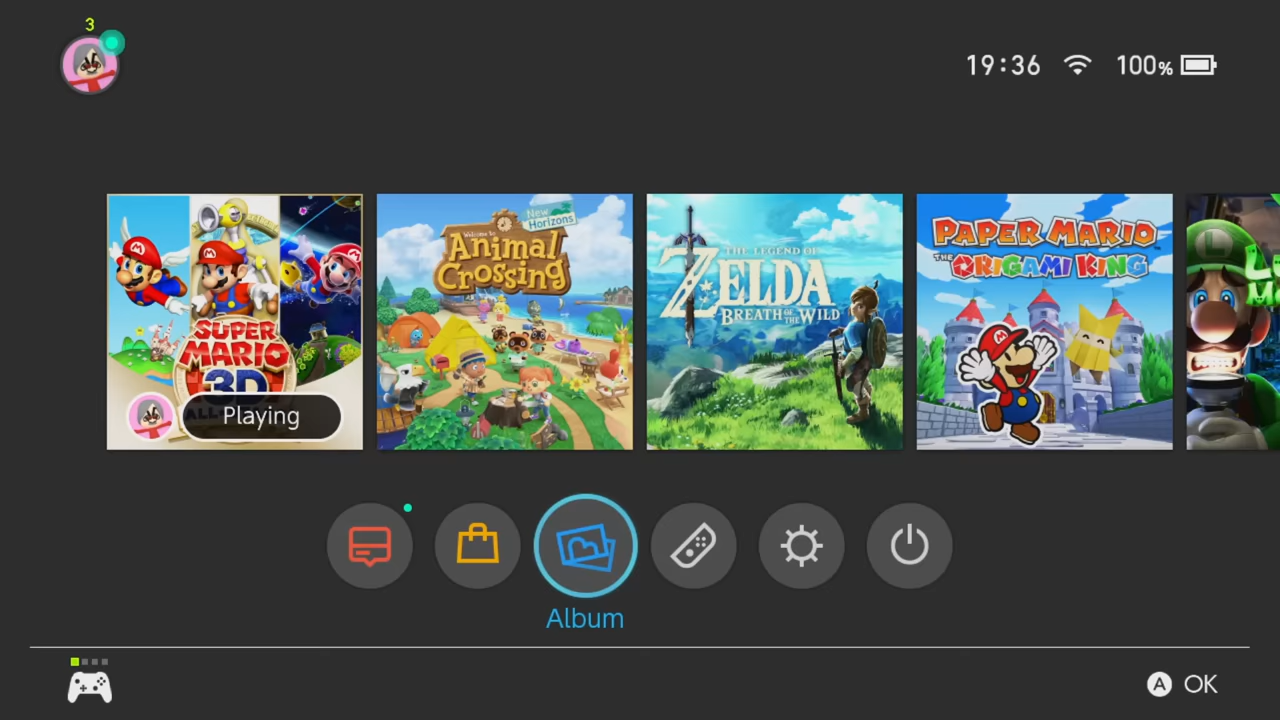 3
19:36
100%
SUPER
MARIO
3D
ALL-
Playing
New
Horizons
Welcome to
Animal
Crossing
THE LEGEND OF
ZELDA
BREATH OF THE WILD
PAPER MARIO
THE ORIGAMI KING
L
Album
A OK